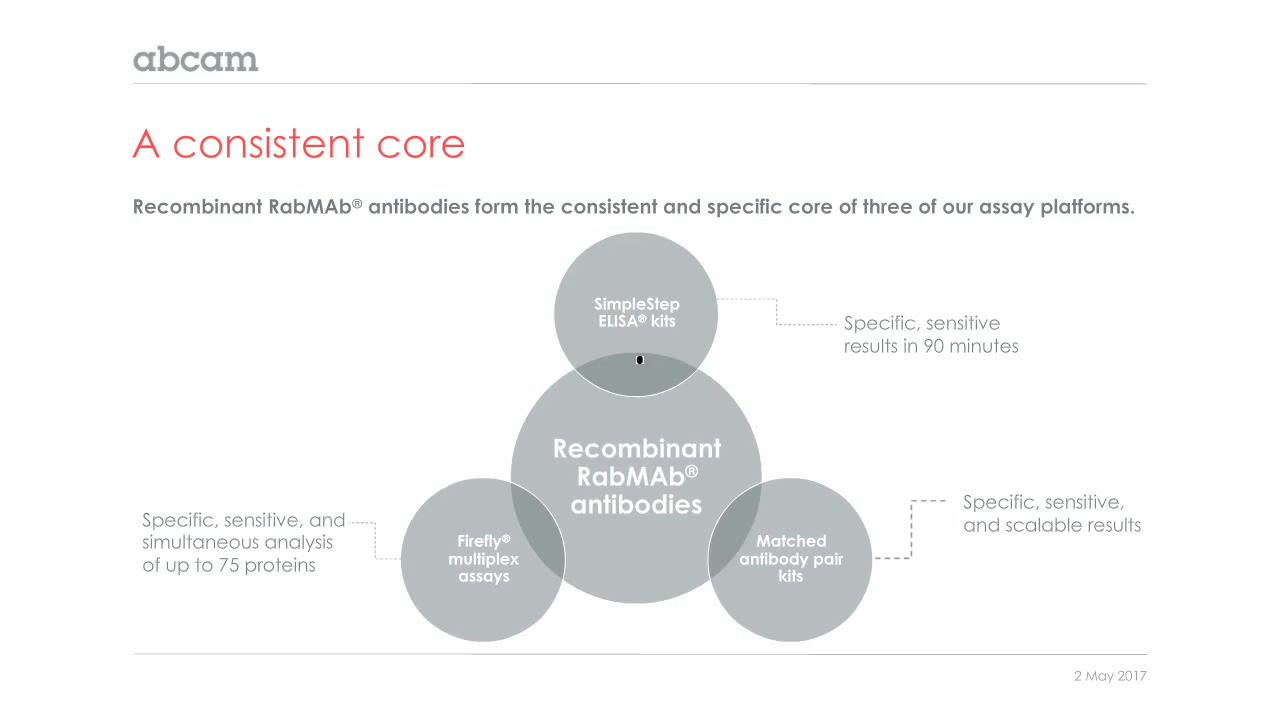 abcam
A consistent core
Recombinant RabMAb® antibodies form the consistent and specific core of three of our assay platforms.
SimpleStep
ELISA® kits
Specific, sensitive
results in 90 minutes
Recombinant
RabMAb®
antibodies
Specific, sensitive, and
simultaneous analysis
of up to 75 proteins
Firefly®
multiplex
assays
Matched
antibody pair
kits
Specific, sensitive,
and scalable results
2 May 2017